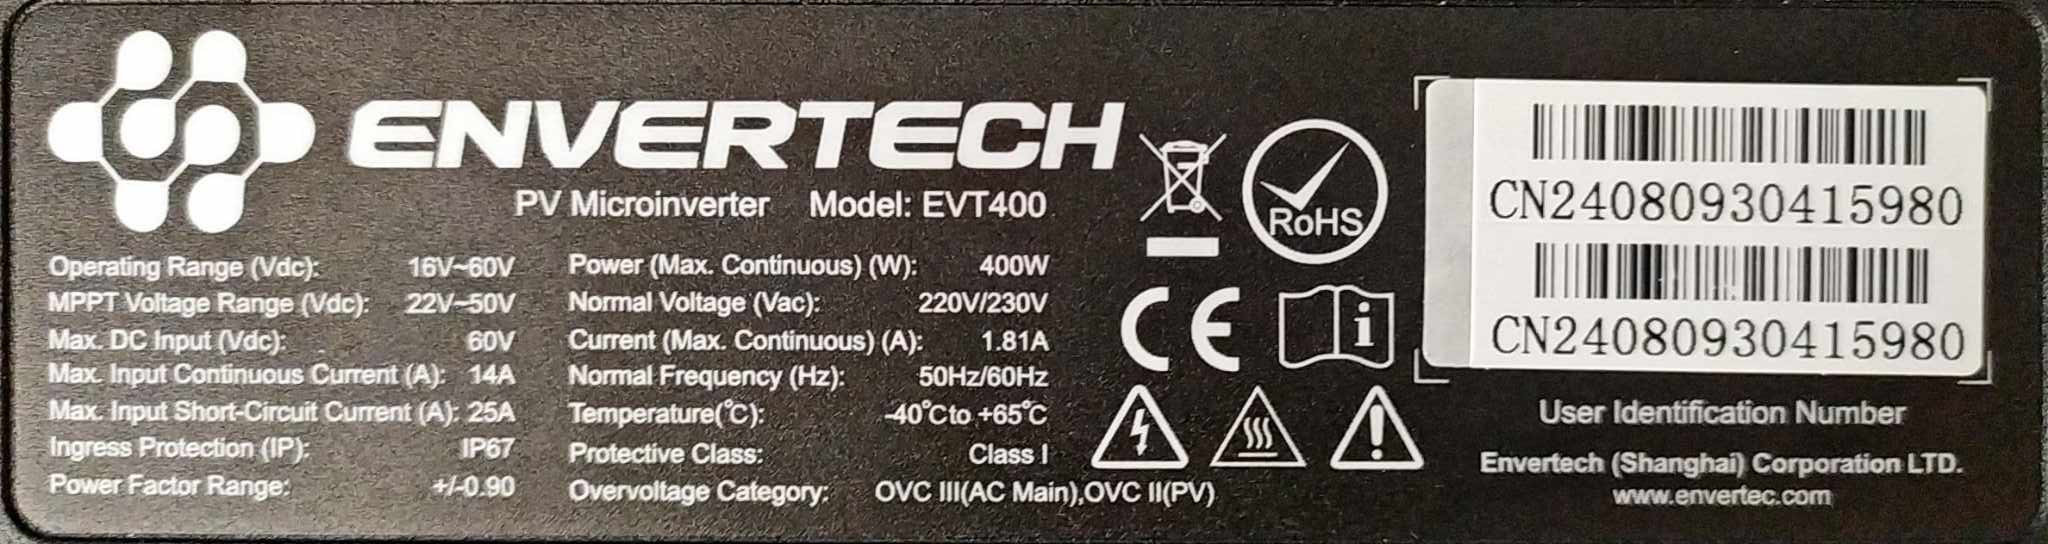 ENVERTECH
PV Microinverter Model: EVT400
Operating Range (Vdc): 16V~60V
MPPT Voltage Range (Vdc): 22V~50V
Max. DC Input (Vdc): 60V
Max. Input Continuous Current (A): 14A
Max. Input Short-Circuit Current (A): 25A
Ingress Protection (IP): IP67
Power Factor Range: +/-0.90
Power (Max. Continuous) (W): 400W
Normal Voltage (Vac): 220V/230V
Current (Max. Continuous) (A): 1.81A
Normal Frequency (Hz): 50Hz/60Hz
Temperature(℃): -40℃to +65℃
Protective Class: Class I
Overvoltage Category: OVC III(AC Main),OVC II(PV)
RoHS
CE
i
CN24080930415980
CN24080930415980
User Identification Number
Envertech (Shanghai) Corporation LTD.
www.envertec.com